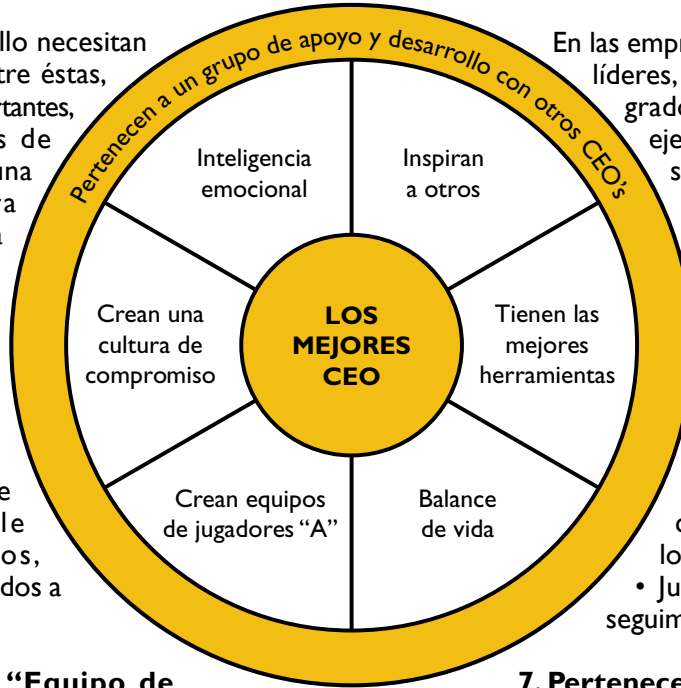 llo necesitan
tre éstas,
rtantes,
s de
una
a
Pertenecen a un grupo de apoyo y desarrollo con otros CEO's
En las empr
líderes,
grado
eje
s
Inteligencia
emocional
Inspiran
a otros
Crean una
cultura de
compromiso
LOS
MEJORES
CEO
Tienen las
mejores
herramientas
Crean equipos
de jugadores “A”
Balance
de vida
e
le
os,
dos a
lo
• Ju
seguim
“Equipo de
7. Pertenece